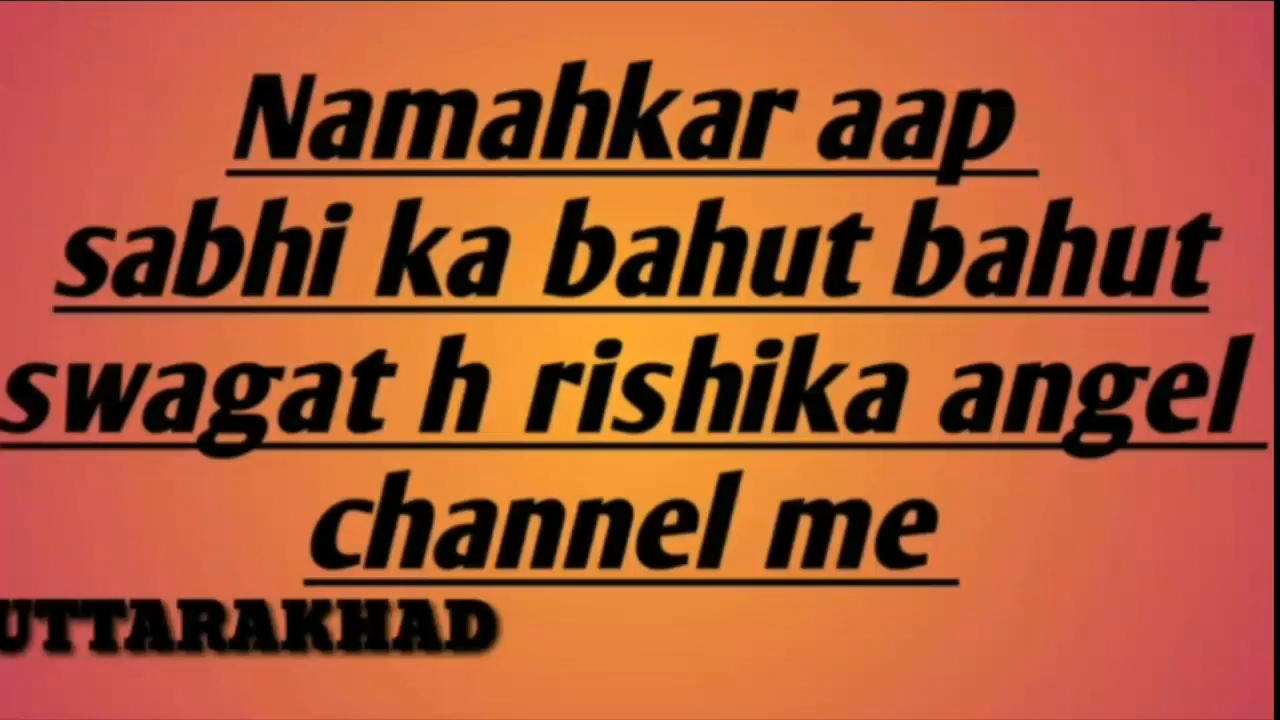 Namahkar aap
sabhi ka bahut bahut
swagat h rishika angel
channel me
UTTARAKHAD